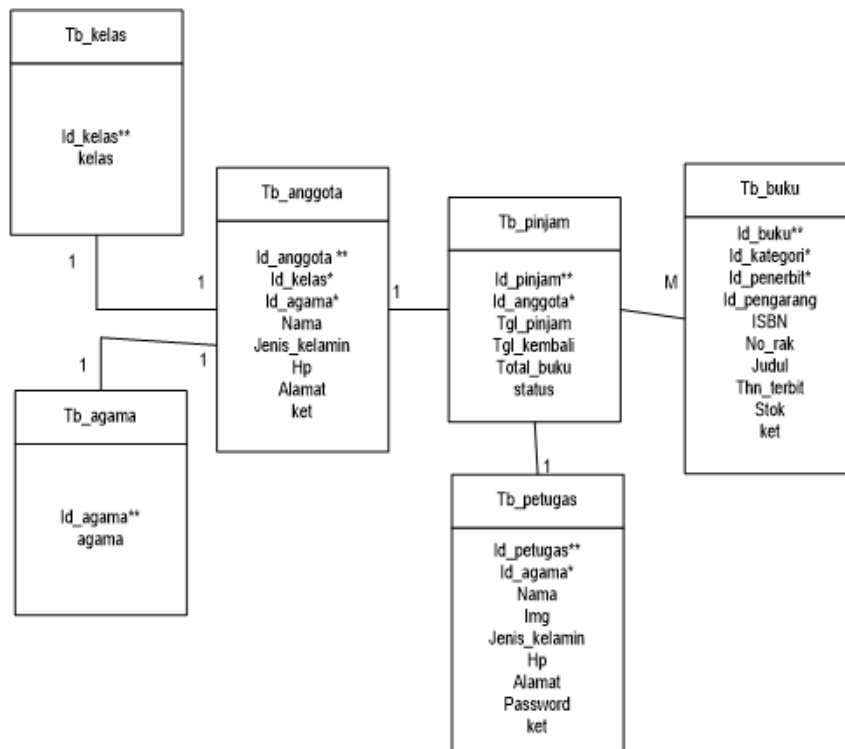 Tb_kelas
Id_kelas**
kelas
1
1
Tb_anggota
Id_anggota **
Id_kelas*
Id_agama*
Nama
Jenis_kelamin
Hp
Alamat
ket
1
1
Tb_agama
Id_agama**
agama
1
Tb_pinjam
Id_pinjam**
Id_anggota*
Tgl_pinjam
Tgl_kembali
Total_buku
status
M
Tb_buku
Id_buku**
Id_kategori*
Id_penerbit*
Id_pengarang
ISBN
No_rak
Judul
Thn_terbit
Stok
ket
1
Tb_petugas
Id_petugas**
Id_agama*
Nama
Img
Jenis_kelamin
Hp
Alamat
Password
ket